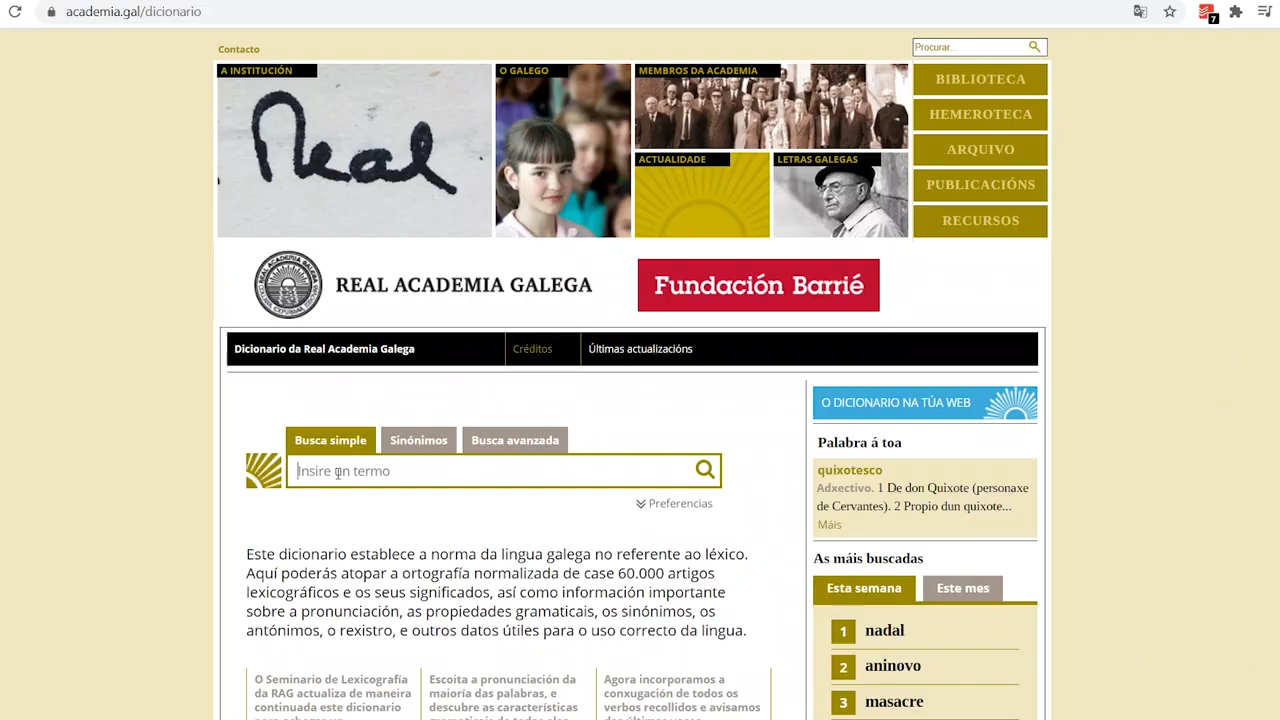 academia.gal/dicionario
7
Contacto
Procurar...
A INSTITUCIÓN
O GALEGO
MEMBROS DA ACADEMIA
ACTUALIDADE
LETRAS GALEGAS
Real
BIBLIOTECA
HEMEROTECA
ARQUIVO
PUBLICACIÓNS
RECURSOS
REAL ACADEMIA GALEGA
Fundación Barrié
Dicionario da Real Academia Galega
Créditos
Últimas actualizacións
Busca simple
Sinónimos
Busca avanzada
Insire un termo
Preferencias
Este dicionario establece a norma da lingua galega no referente ao léxico.
Aquí poderás atopar a ortografía normalizada de case 60.000 artigos
lexicográficos e os seus significados, así como información importante
sobre a pronunciación, as propiedades gramaticais, os sinónimos, os
antónimos, o rexistro, e outros datos útiles para o uso correcto da lingua.
O Seminario de Lexicografía
da RAG actualiza de maneira
continuada este dicionario
Escoita a pronunciación da
maioría das palabras, e
descubre as características
Agora incorporamos a
conxugación de todos os
verbos recollidos e avisamos
O DICIONARIO NA TÚA WEB
Palabra á toa
quixotesco
Adxectivo. 1 De don Quixote (personaxe
de Cervantes). 2 Propio dun quixote...
Máis
As máis buscadas
Esta semana
Este mes
1 nadal
2 aninovo
3 masacre